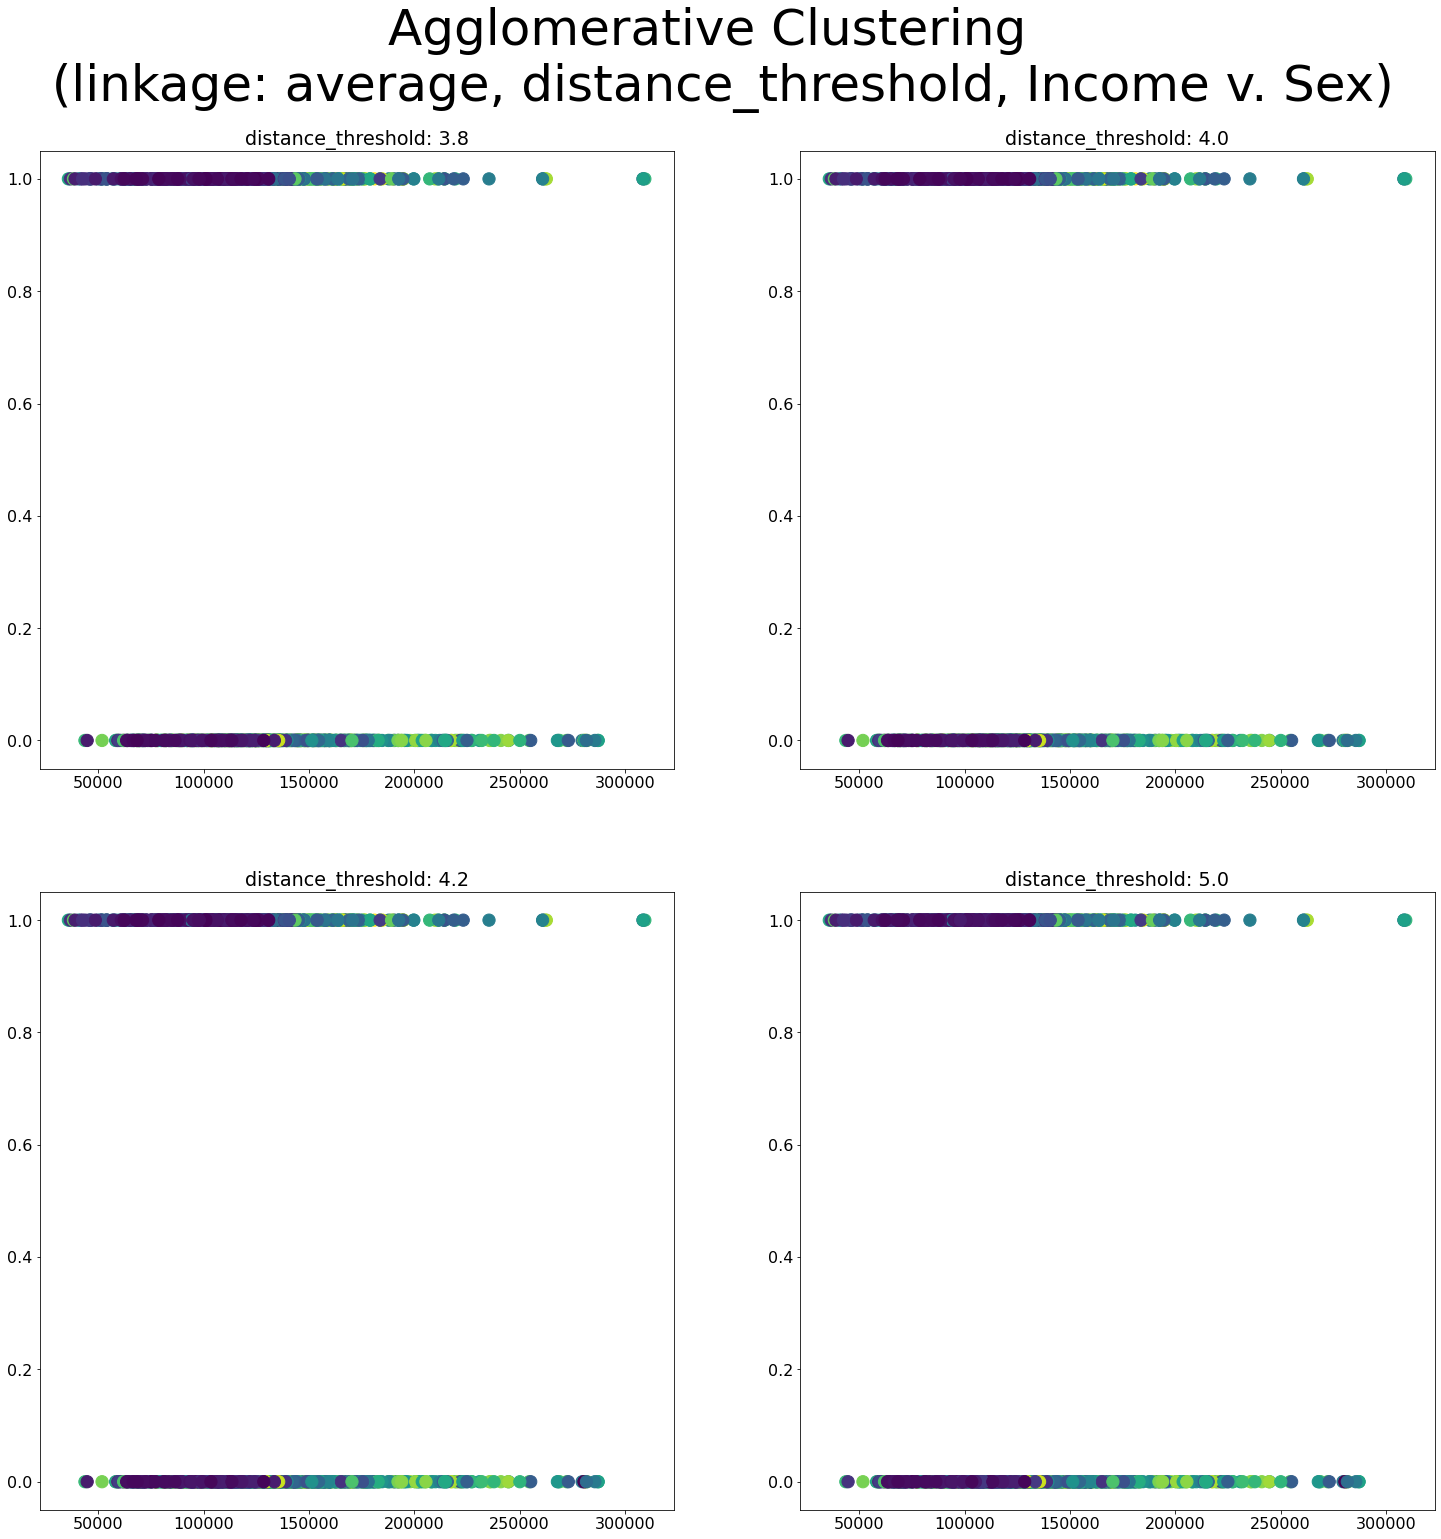 Agglomerative Clustering
(linkage: average, distance_threshold, Income v. Sex)
distance_threshold: 3.8
1.0
0.8
0.6
0.4
0.2
0.0
50000 100000 150000 200000 250000 300000
distance_threshold: 4.0
1.0
0.8
0.6
0.4
0.2
0.0
50000 100000 150000 200000 250000 300000
distance_threshold: 4.2
1.0
0.8
0.6
0.4
0.2
0.0
50000 100000 150000 200000 250000 300000
distance_threshold: 5.0
1.0
0.8
0.6
0.4
0.2
0.0
50000 100000 150000 200000 250000 300000